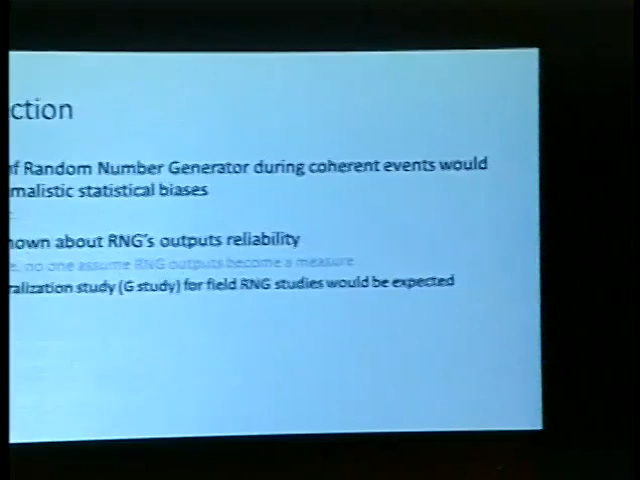 ction
f Random Number Generator during coherent events would
malistic statistical biases
nown about RNG's outputs reliability
e, no one assume RNG outputs become a measure
ralization study (G study) for field RNG studies would be expected